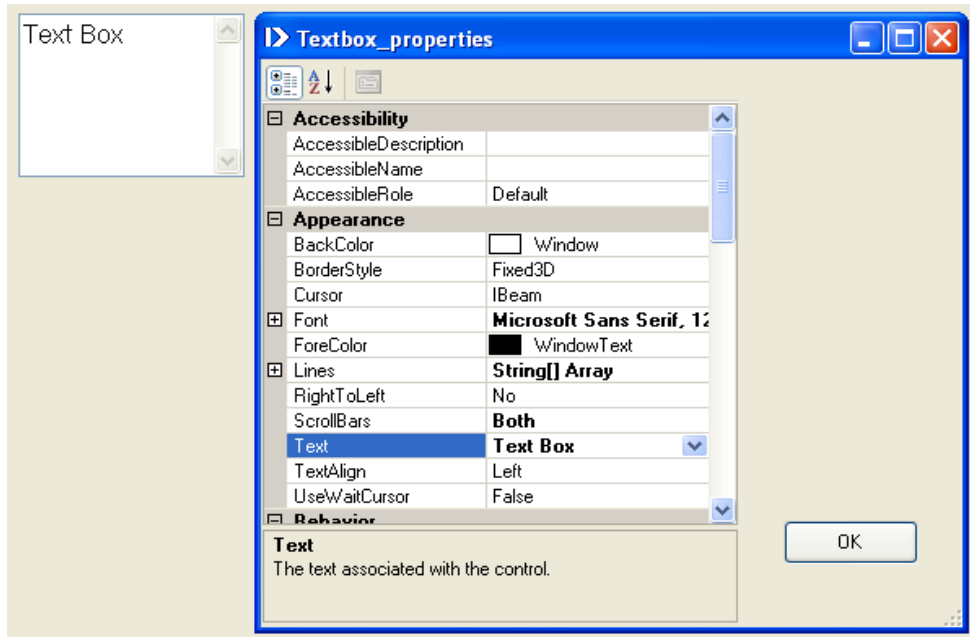 Text Box
Textbox_properties
A
Z
Accessibility
AccessibleDescription
AccessibleName
AccessibleRole Default
Appearance
BackColor Window
BorderStyle Fixed3D
Cursor IBeam
Font Microsoft Sans Serif, 12
ForeColor WindowText
Lines String[] Array
RightToLeft No
ScrollBars Both
Text Text Box
TextAlign Left
UseWaitCursor False
Behavior
Text
The text associated with the control.
OK